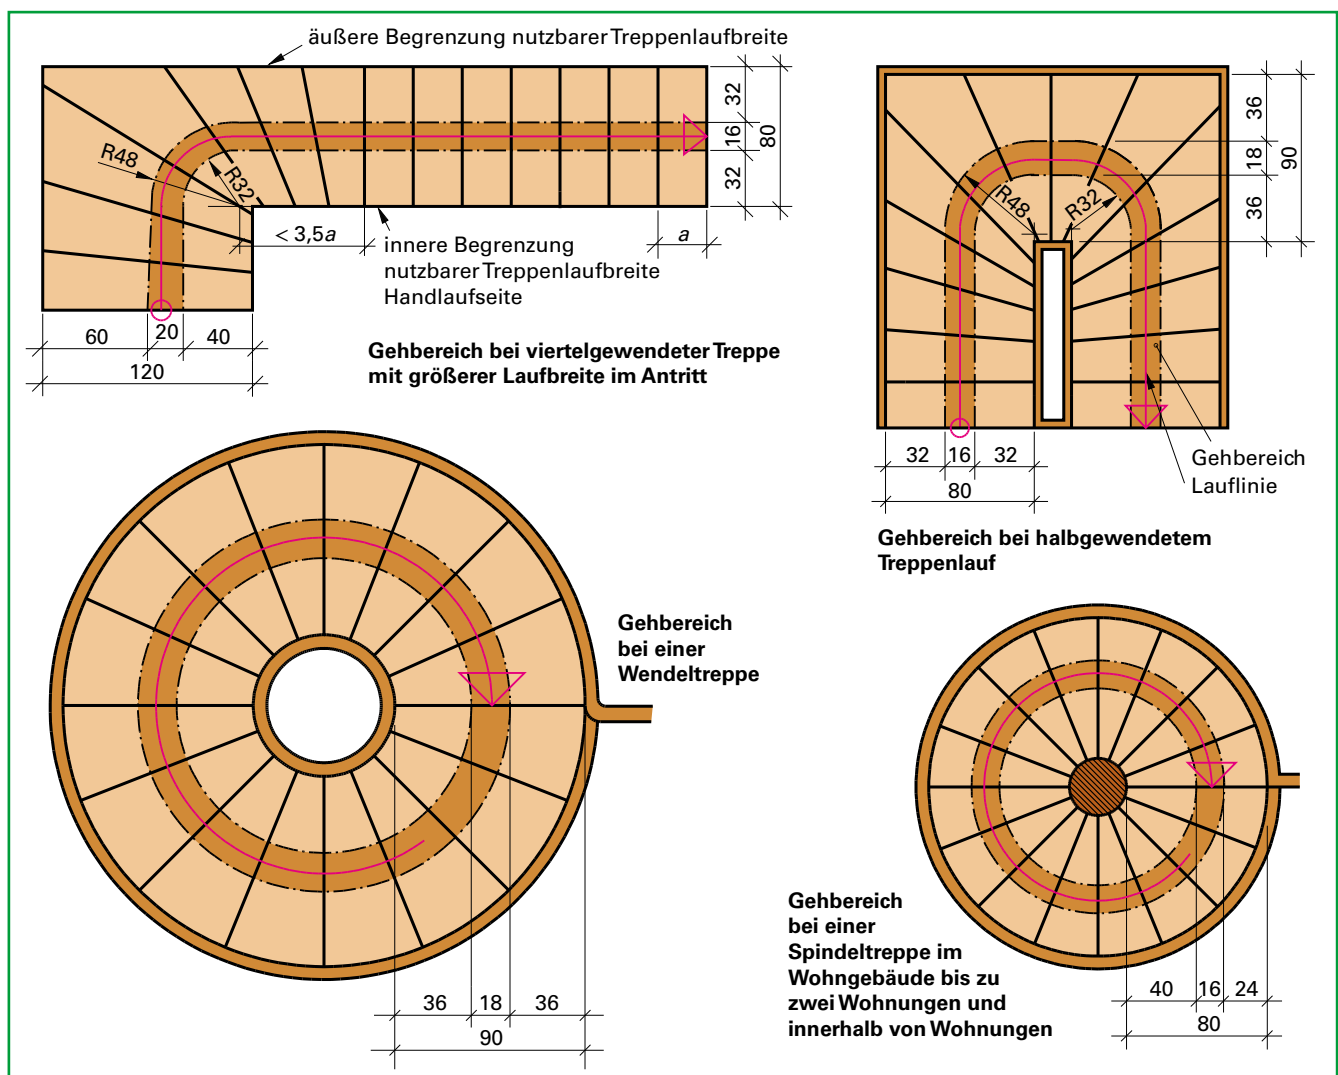 äußere Begrenzung nutzbarer Treppenlaufbreite
32
16
32
80
R48
R32
< 3,5a
a
innere Begrenzung
nutzbarer Treppenlaufbreite
Handlaufseite
60
20
40
120
Gehbereich bei viertelgewendeter Treppe
mit größerer Laufbreite im Antritt
36
18
36
90
R48
R32
32
16
32
80
Gehbereich
Lauflinie
Gehbereich bei halbgewendetem
Treppenlauf
Gehbereich
bei einer
Wendeltreppe
36
18
36
90
Gehbereich
bei einer
Spindeltreppe im
Wohngebäude bis zu
zwei Wohnungen und
innerhalb von Wohnungen
40
16
24
80